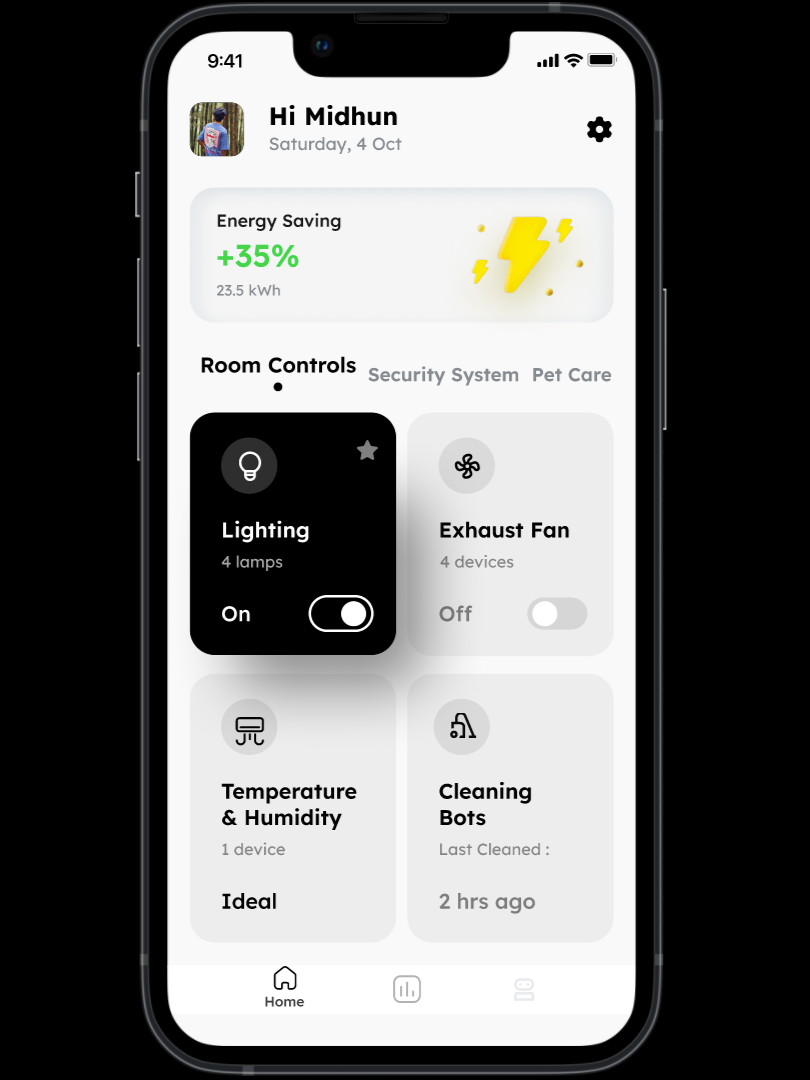 9:41
Hi Midhun
Saturday, 4 Oct
Energy Saving
+35%
23.5 kWh
Room Controls
Security System
Pet Care
Lighting
4 lamps
On
Exhaust Fan
4 devices
Off
Temperature
& Humidity
1 device
Ideal
Cleaning
Bots
Last Cleaned :
2 hrs ago
Home